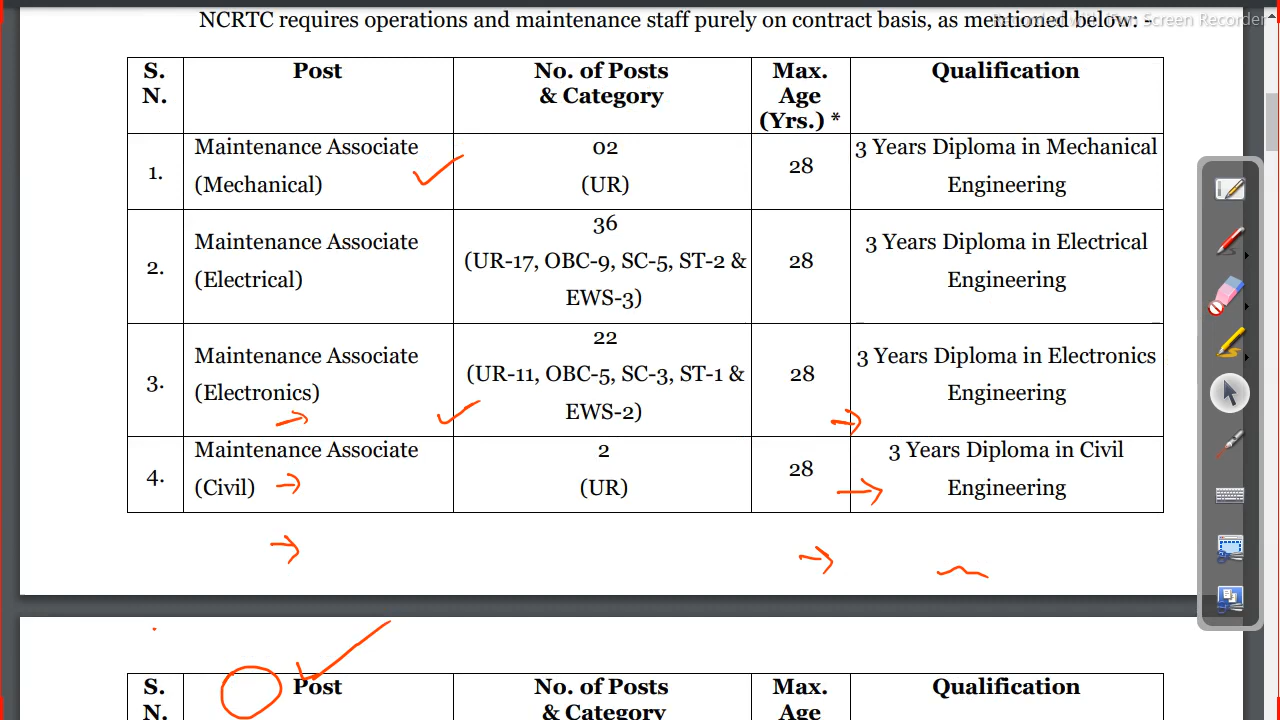 NCRTC requires operations and maintenance staff purely on contract basis, as mentioned below: -
S. N. Post No. of Posts & Category Max. Age (Yrs.) * Qualification
1. Maintenance Associate (Mechanical) 02 (UR) 28 3 Years Diploma in Mechanical Engineering
2. Maintenance Associate (Electrical) 36 (UR-17, OBC-9, SC-5, ST-2 & EWS-3) 28 3 Years Diploma in Electrical Engineering
3. Maintenance Associate (Electronics) 22 (UR-11, OBC-5, SC-3, ST-1 & EWS-2) 28 3 Years Diploma in Electronics Engineering
4. Maintenance Associate (Civil) 2 (UR) 28 3 Years Diploma in Civil Engineering
S. N. Post No. of Posts & Category Max. Age Qualification
Screen Recorder